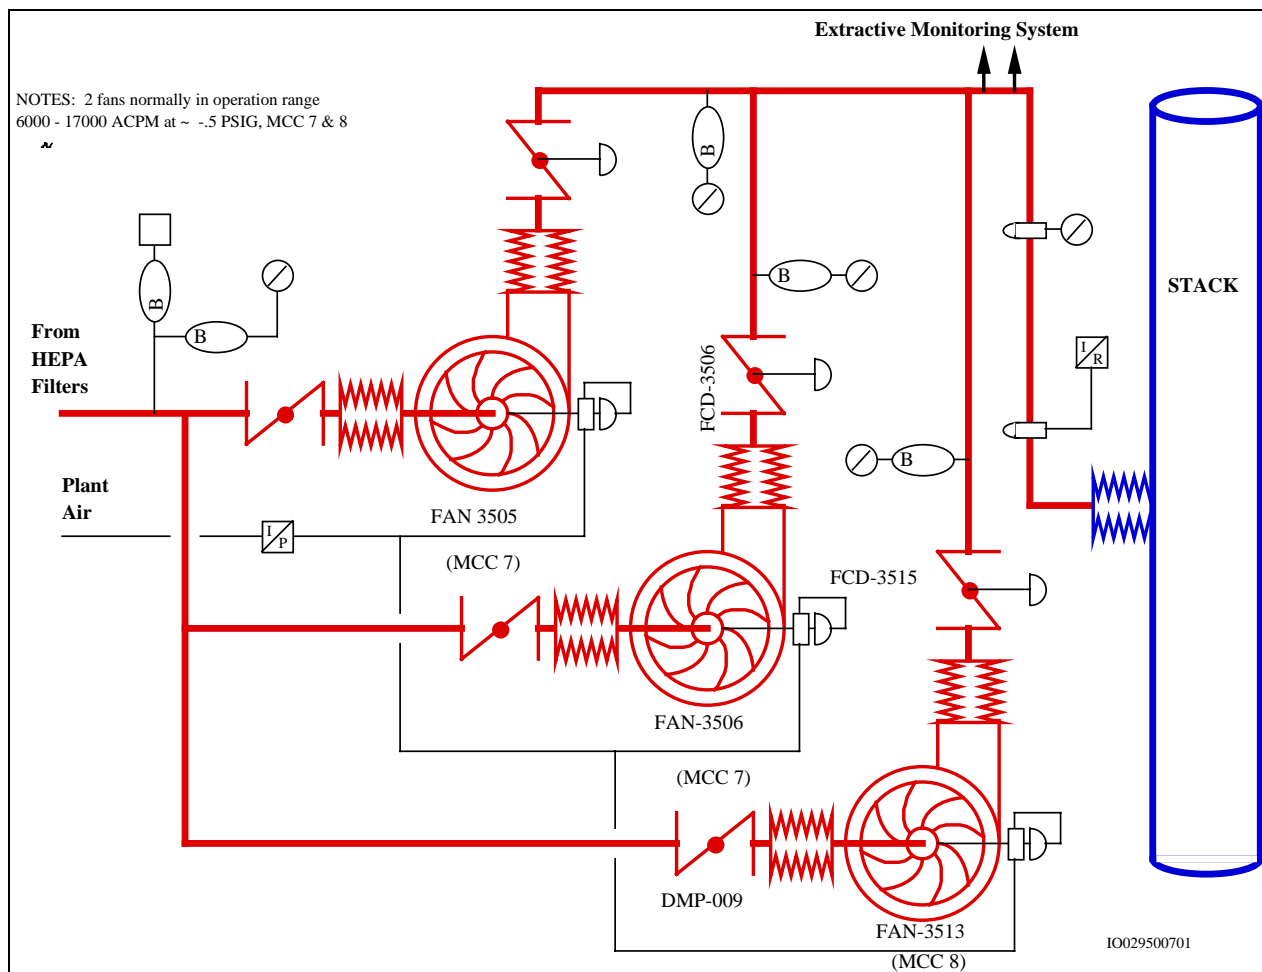 Extractive Monitoring System
NOTES:  2 fans normally in operation range
6000 - 17000 ACPM at ~  -.5 PSIG, MCC 7 & 8
B
B
B
B
STACK
From
HEPA
Filters
FCD-3506
I
R
B
Plant
Air
FAN 3505
I
P
(MCC 7)
FCD-3515
FAN-3506
(MCC 7)
DMP-009
FAN-3513
(MCC 8)
IO029500701